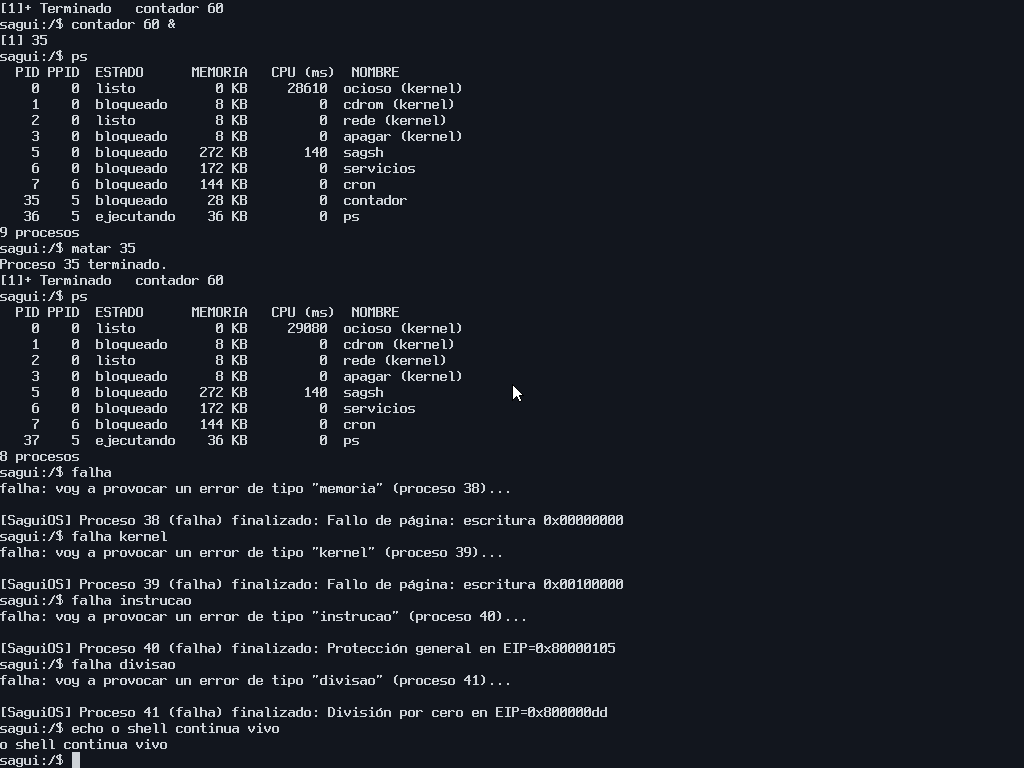 [1]+ Terminado   contador 60
sagui:/$ contador 60 &
[1] 35
sagui:/$ ps
  PID PPID  ESTADO      MEMORIA   CPU (ms)  NOMBRE
    0    0  listo          0 KB     28610  ocioso (kernel)
    1    0  bloqueado      8 KB         0  cdrom (kernel)
    2    0  listo          8 KB         0  rede (kernel)
    3    0  bloqueado      8 KB         0  apagar (kernel)
    5    0  bloqueado    272 KB       140  sagsh
    6    0  bloqueado    172 KB         0  servicios
    7    6  bloqueado    144 KB         0  cron
   35    5  bloqueado     28 KB         0  contador
   36    5  ejecutando    36 KB         0  ps
9 procesos
sagui:/$ matar 35
Proceso 35 terminado.
[1]+ Terminado   contador 60
sagui:/$ ps
  PID PPID  ESTADO      MEMORIA   CPU (ms)  NOMBRE
    0    0  listo          0 KB     29080  ocioso (kernel)
    1    0  bloqueado      8 KB         0  cdrom (kernel)
    2    0  listo          8 KB         0  rede (kernel)
    3    0  bloqueado      8 KB         0  apagar (kernel)
    5    0  bloqueado    272 KB       140  sagsh
    6    0  bloqueado    172 KB         0  servicios
    7    6  bloqueado    144 KB         0  cron
   37    5  ejecutando    36 KB         0  ps
8 procesos
sagui:/$ falha
falha: voy a provocar un error de tipo "memoria" (proceso 38)...
[SaguiOS] Proceso 38 (falha) finalizado: Fallo de página: escritura 0x00000000
sagui:/$ falha kernel
falha: voy a provocar un error de tipo "kernel" (proceso 39)...
[SaguiOS] Proceso 39 (falha) finalizado: Fallo de página: escritura 0x00100000
sagui:/$ falha instrucao
falha: voy a provocar un error de tipo "instrucao" (proceso 40)...
[SaguiOS] Proceso 40 (falha) finalizado: Protección general en EIP=0x80000105
sagui:/$ falha divisao
falha: voy a provocar un error de tipo "divisao" (proceso 41)...
[SaguiOS] Proceso 41 (falha) finalizado: División por cero en EIP=0x800000dd
sagui:/$ echo o shell continua vivo
o shell continua vivo
sagui:/$